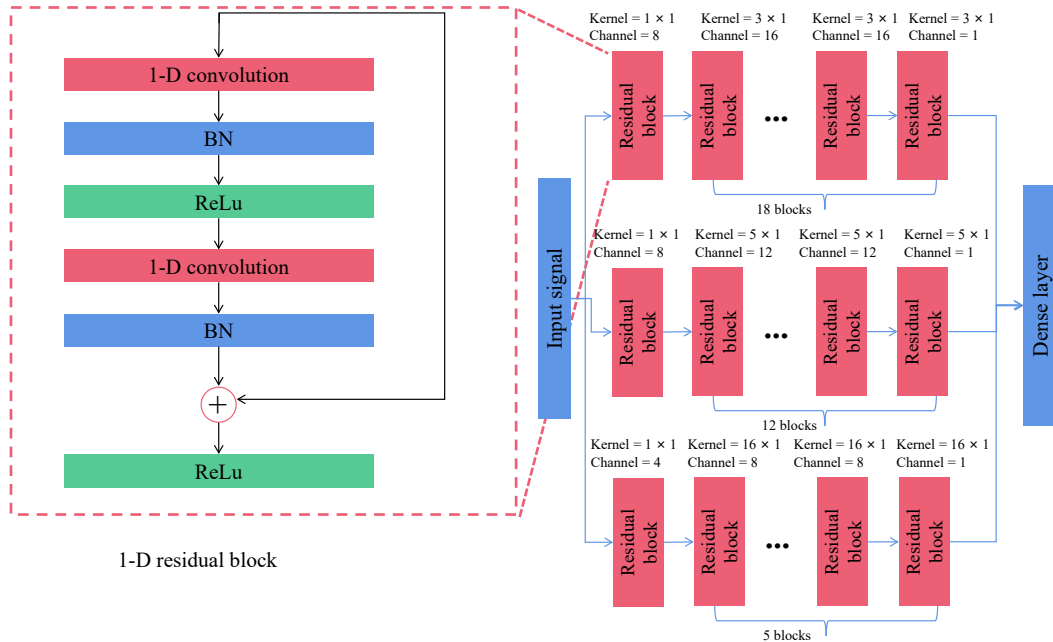 1-D convolution
BN
ReLu
1-D convolution
BN
+
ReLu
1-D residual block
Input signal
Kernel = 1 × 1
Channel = 8
Kernel = 3 × 1
Channel = 16
Kernel = 3 × 1
Channel = 16
Kernel = 3 × 1
Channel = 1
Residual
block
Residual
block
•••
Residual
block
Residual
block
18 blocks
Kernel = 1 × 1
Channel = 8
Kernel = 5 × 1
Channel = 12
Kernel = 5 × 1
Channel = 12
Kernel = 5 × 1
Channel = 1
Residual
block
Residual
block
•••
Residual
block
Residual
block
12 blocks
Kernel = 1 × 1
Channel = 4
Kernel = 16 × 1
Channel = 8
Kernel = 16 × 1
Channel = 8
Kernel = 16 × 1
Channel = 1
Residual
block
Residual
block
•••
Residual
block
Residual
block
5 blocks
Dense layer